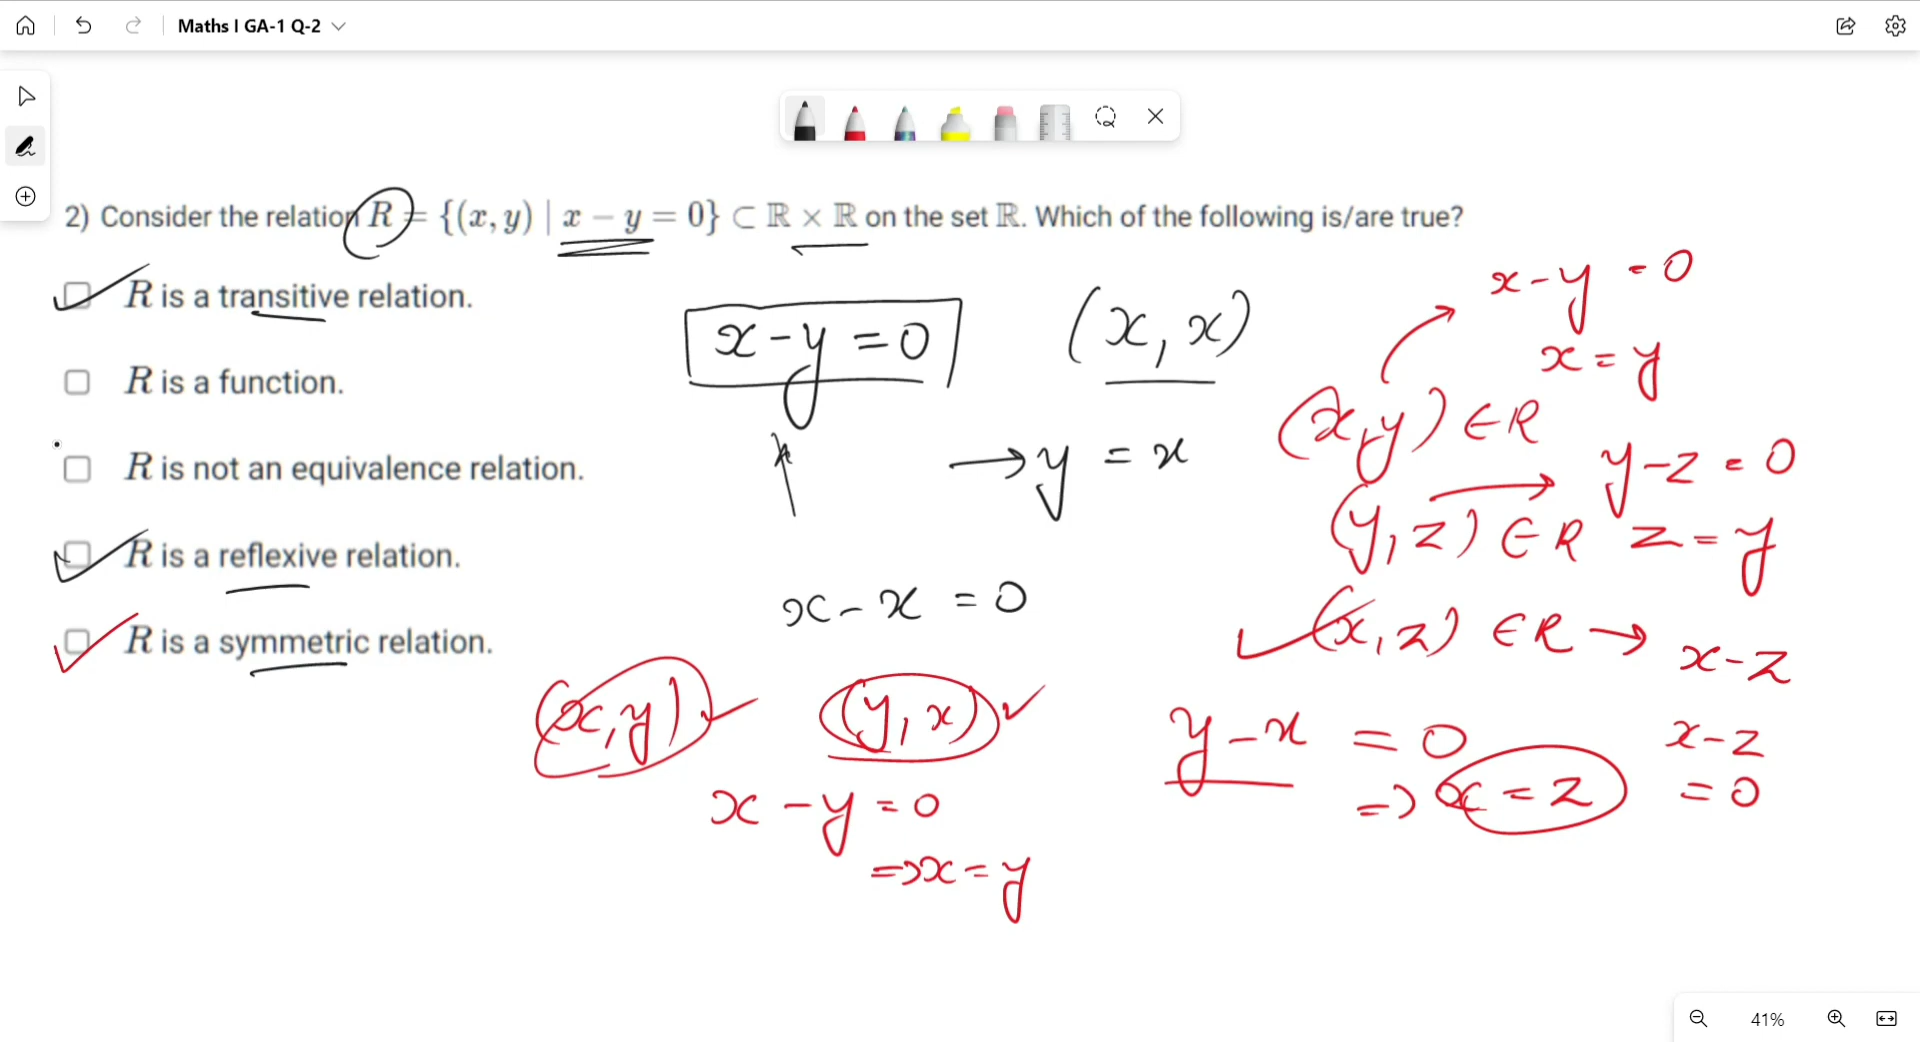 Maths I GA-1 Q-2
2) Consider the relation R = {(x, y) | x − y = 0} ⊂ ℝ × ℝ on the set ℝ. Which of the following is/are true?
R is a transitive relation.
R is a function.
R is not an equivalence relation.
R is a reflexive relation.
R is a symmetric relation.
x - y = 0
(x, x)
→ y = x
x - x = 0
(x, y) ✓ (y, x) ✓
x - y = 0
⇒ x = y
y - x = 0
x - y = 0
x = y
(x, y) ∈ R
y - z = 0
(y, z) ∈ R
z = y
✓ (x, z) ∈ R → x - z
x - z
= 0
⇒ x = z
41%